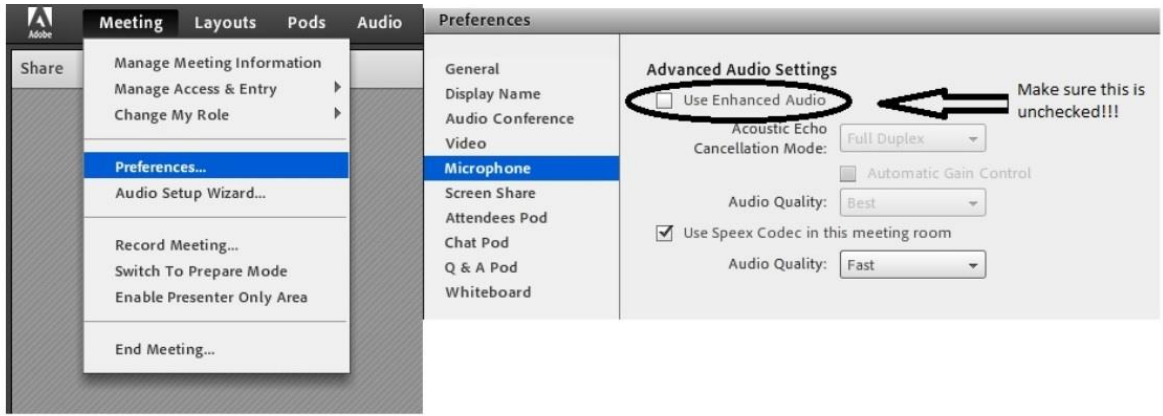 Adobe
Meeting Layouts Pods Audio
Share
Manage Meeting Information
Manage Access & Entry
Change My Role
Preferences...
Audio Setup Wizard...
Record Meeting...
Switch To Prepare Mode
Enable Presenter Only Area
End Meeting...
Preferences
General
Display Name
Audio Conference
Video
Microphone
Screen Share
Attendees Pod
Chat Pod
Q & A Pod
Whiteboard
Advanced Audio Settings
Use Enhanced Audio
Acoustic Echo
Cancellation Mode: Full Duplex
Automatic Gain Control
Audio Quality: Best
Use Speex Codec in this meeting room
Audio Quality: Fast
Make sure this is
unchecked!!!